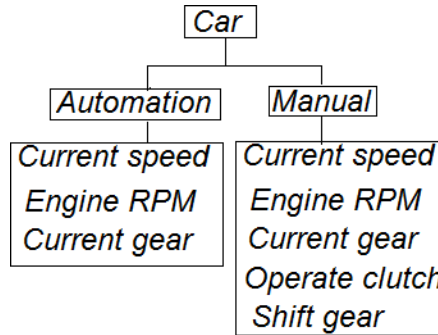 Car
Automation
Manual
Current speed
Engine RPM
Current gear
Current speed
Engine RPM
Current gear
Operate clutch
Shift gear